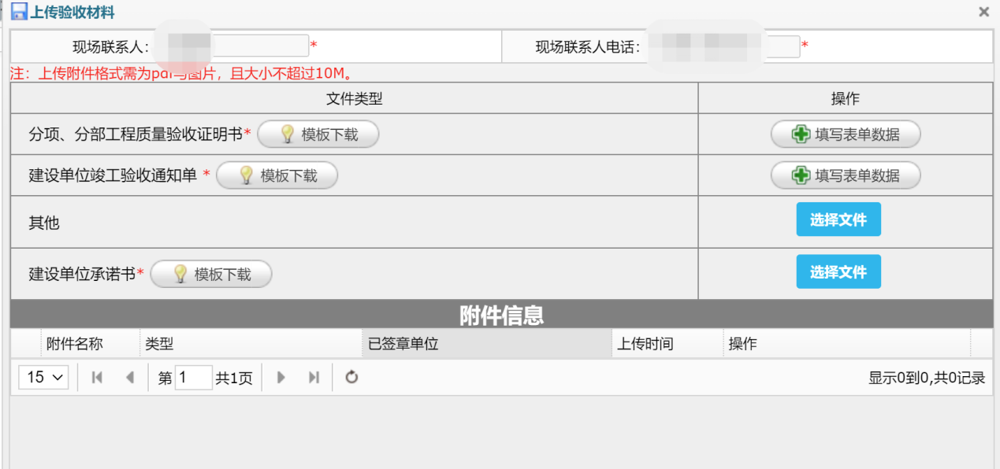 上传验收材料
现场联系人: * 现场联系人电话: *
注：上传附件格式需为pdf与图片，且大小不超过10M。
文件类型 操作
分项、分部工程质量验收证明书* 模板下载 填写表单数据
建设单位竣工验收通知单 * 模板下载 填写表单数据
其他 选择文件
建设单位承诺书* 模板下载 选择文件
附件信息
附件名称 类型 已签章单位 上传时间 操作
15 第 1 共1页 显示0到0,共0记录